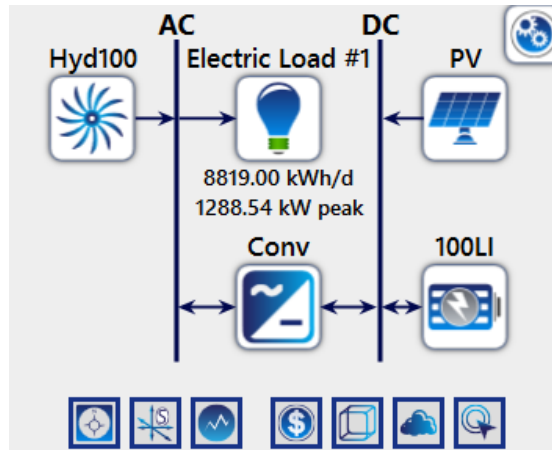 AC DC
Hyd100 Electric Load #1 PV
8819.00 kWh/d
1288.54 kW peak
Conv 100LI
S
$